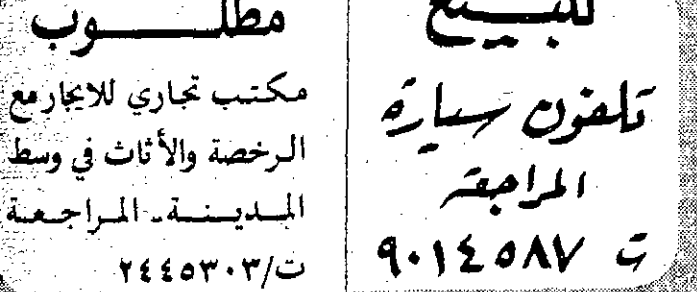 للبيع
تلفون سيارة
المراجعة
ت ٩٠١٤٥٨٧
مطلوب
مكتب تجاري للايجار مع
الرخصة والأثاث في وسط
المدينة - المراجعة
ت/٢٤٤٥٣٠٣